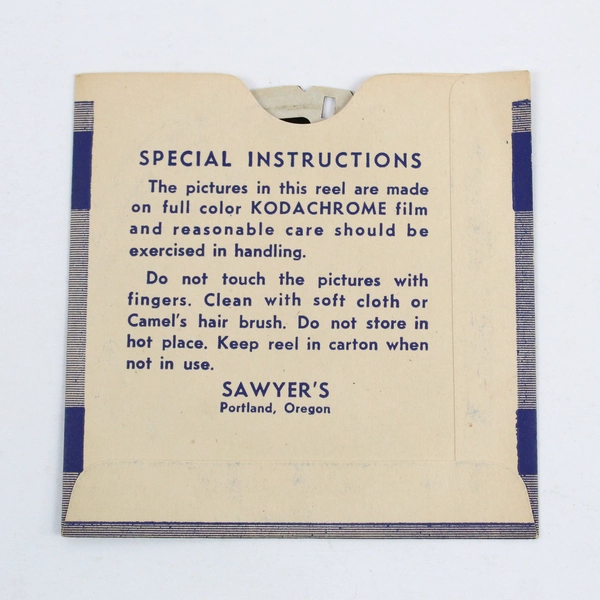 SPECIAL INSTRUCTIONS
The pictures in this reel are made
on full color KODACHROME film
and reasonable care should be
exercised in handling.
Do not touch the pictures with
fingers. Clean with soft cloth or
Camel's hair brush. Do not store in
hot place. Keep reel in carton when
not in use.
SAWYER'S
Portland, Oregon